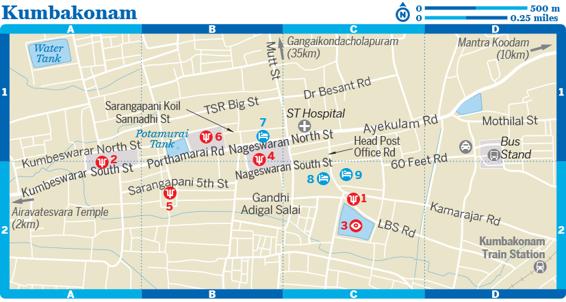 Kumbakonam
N
0 500 m
0 0.25 miles
A B C D
Water
Tank
Mutt St
Gangaikondacholapuram
(35km)
Mantra Koodam
(10km)
1
1
Dr Besant Rd
Sarangapani Koil
Sannadhi St
TSR Big St
ST Hospital
Mothilal St
Potamurai
Tank
6
7
Ayekulam Rd
Head Post
Office Rd
Bus
Stand
Kumbeswarar North St
2
Porthamarai Rd
Nageswaran North St
4
60 Feet Rd
Kumbeswarar South St
Nageswaran South St
Sarangapani 5th St
8
9
Airavatesvara Temple
(2km)
5
Gandhi
Adigal Salai
1
Kamarajar Rd
2
2
3
LBS Rd
Kumbakonam
Train Station
A B C D